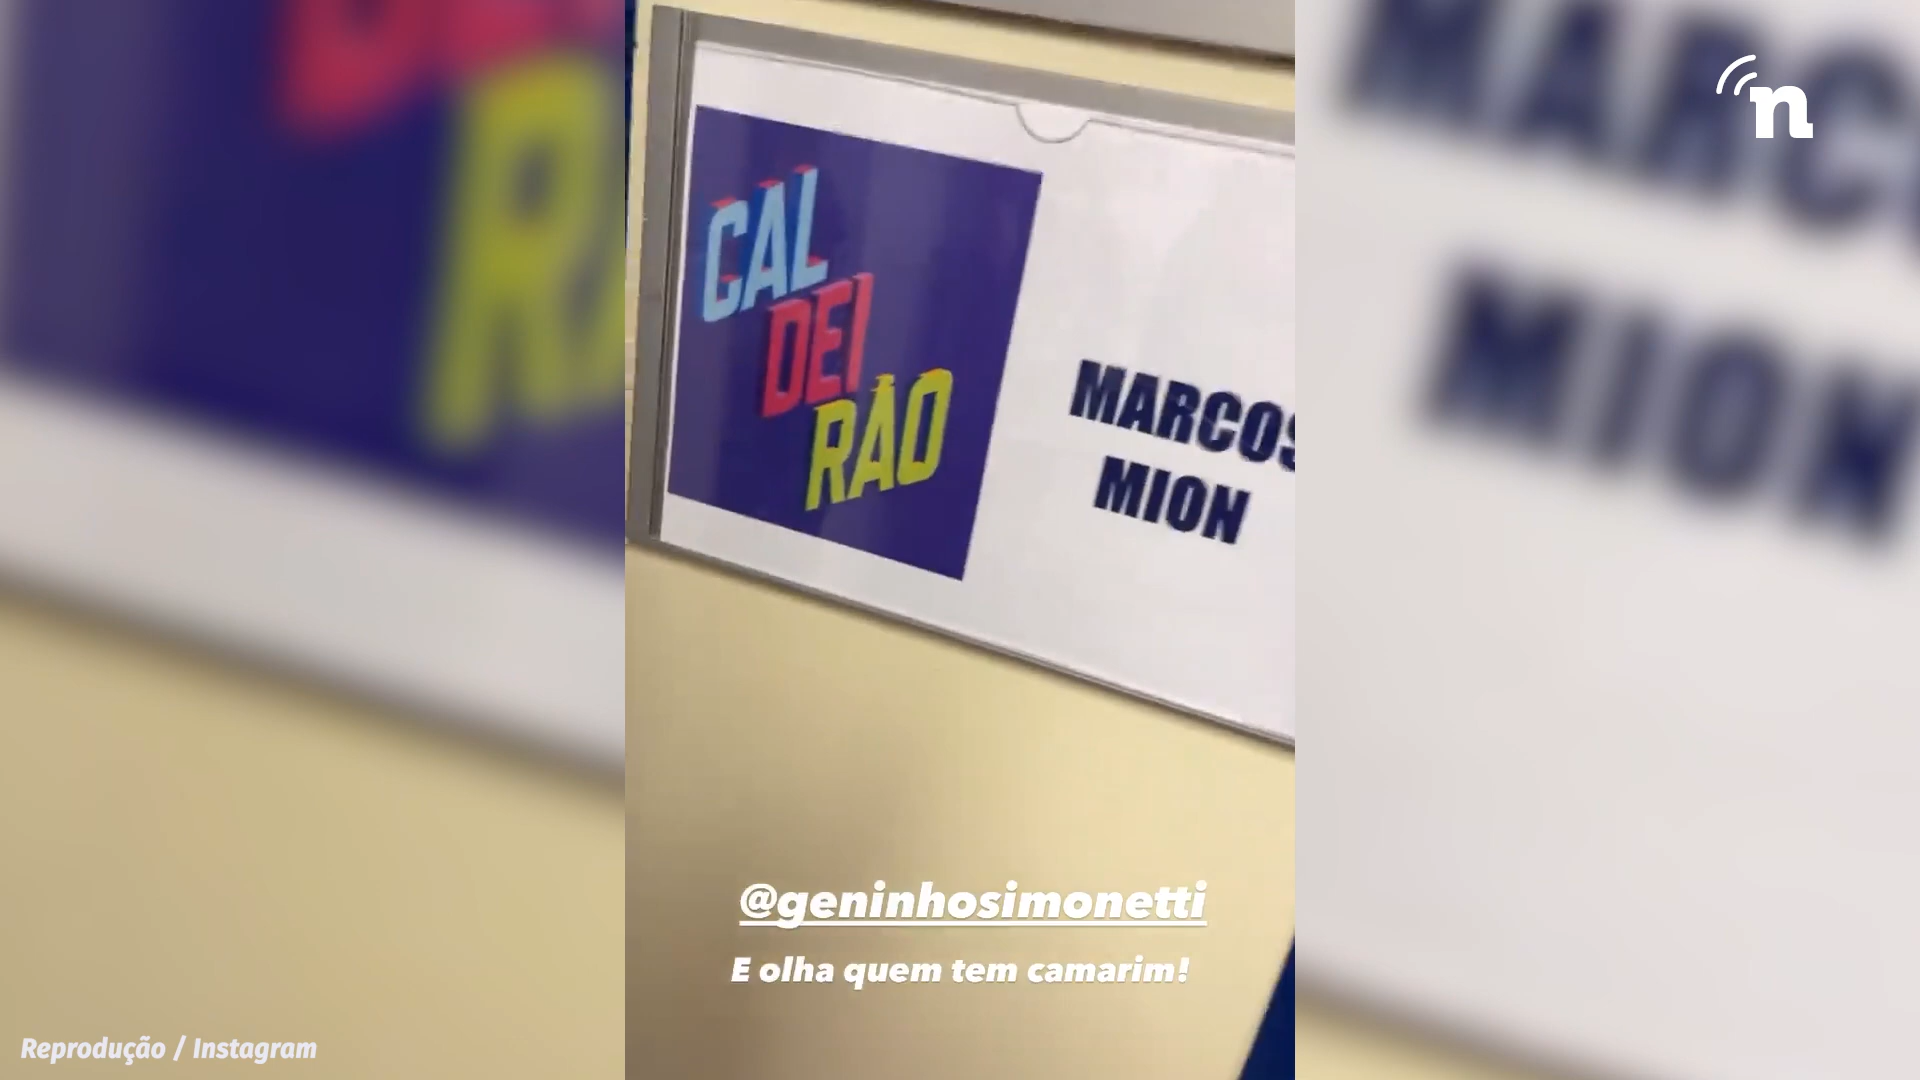 CAL
DEI
RÃO
MARCOS
MION
@geninhosimonetti
E olha quem tem camarim!
Reprodução / Instagram
n